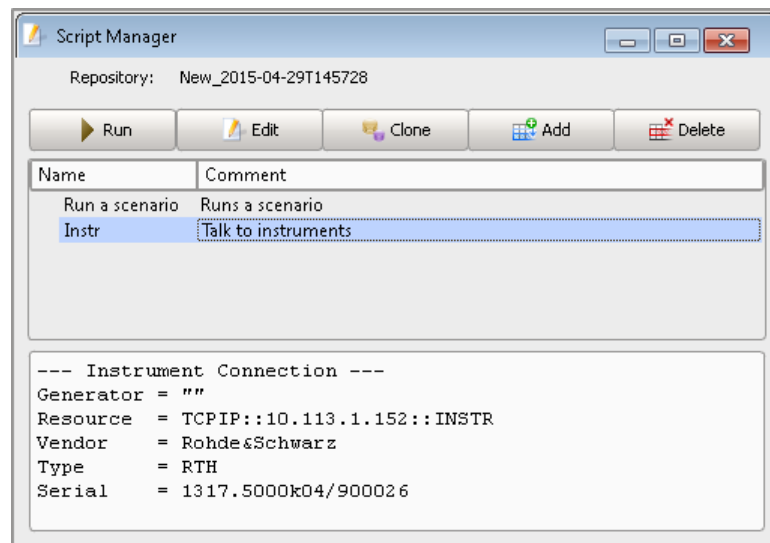 Script Manager
Repository: New_2015-04-29T145728
Run Edit Clone Add Delete
Name Comment
Run a scenario Runs a scenario
Instr Talk to instruments
--- Instrument Connection ---
Generator = ""
Resource = TCPIP::10.113.1.152::INSTR
Vendor = Rohde&Schwarz
Type = RTH
Serial = 1317.5000k04/900026